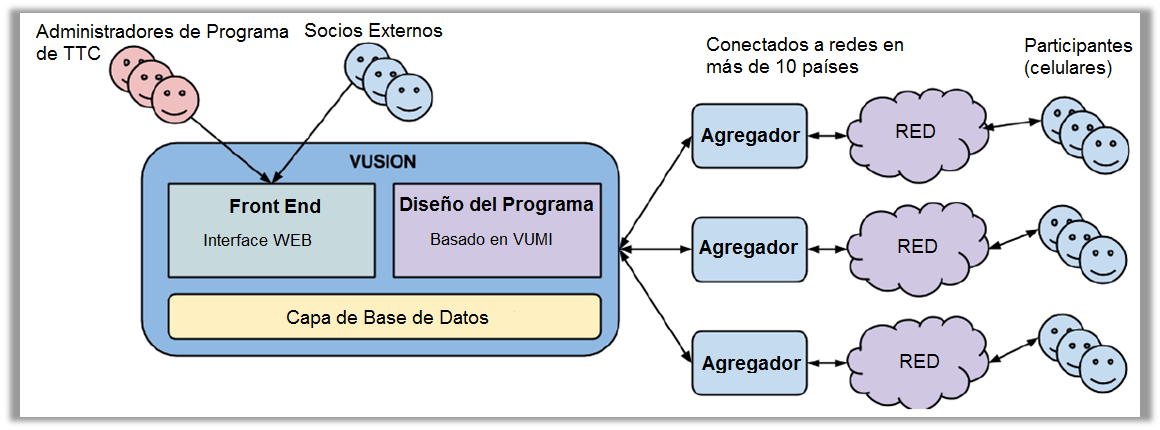 Administradores de Programa
de TTC
Socios Externos
Conectados a redes en
más de 10 países
Participantes
(celulares)
VUSION
Front End
Interface WEB
Diseño del Programa
Basado en VUMI
Capa de Base de Datos
Agregador
RED
Agregador
RED
Agregador
RED